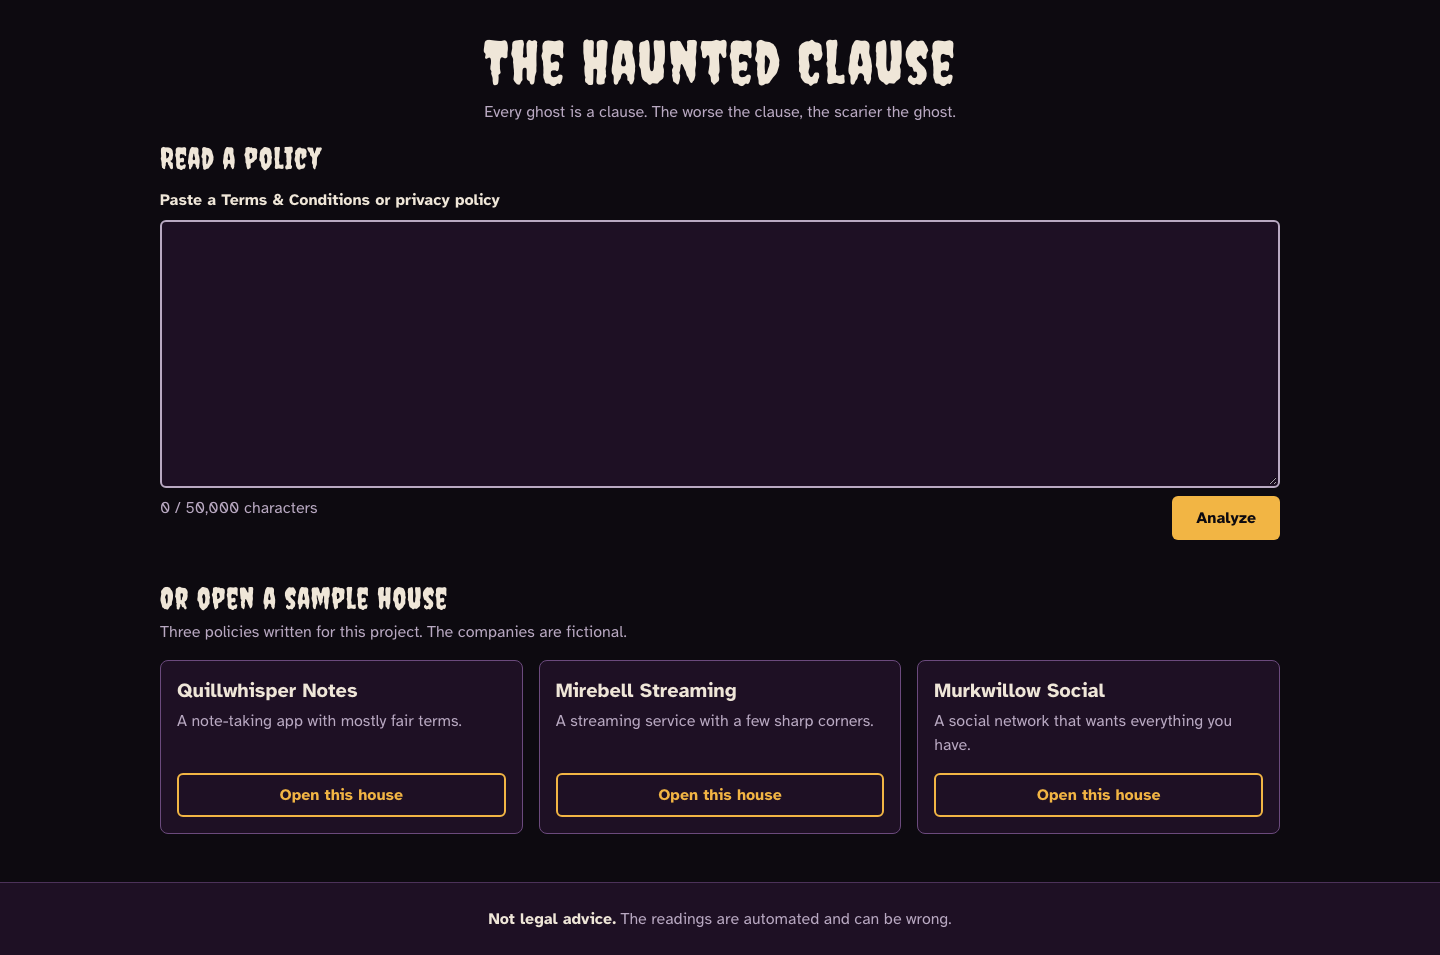 THE HAUNTED CLAUSE
Every ghost is a clause. The worse the clause, the scarier the ghost.
READ A POLICY
Paste a Terms & Conditions or privacy policy
0 / 50,000 characters
Analyze
OR OPEN A SAMPLE HOUSE
Three policies written for this project. The companies are fictional.
Quillwhisper Notes
A note-taking app with mostly fair terms.
Open this house
Mirebell Streaming
A streaming service with a few sharp corners.
Open this house
Murkwillow Social
A social network that wants everything you
have.
Open this house
Not legal advice. The readings are automated and can be wrong.